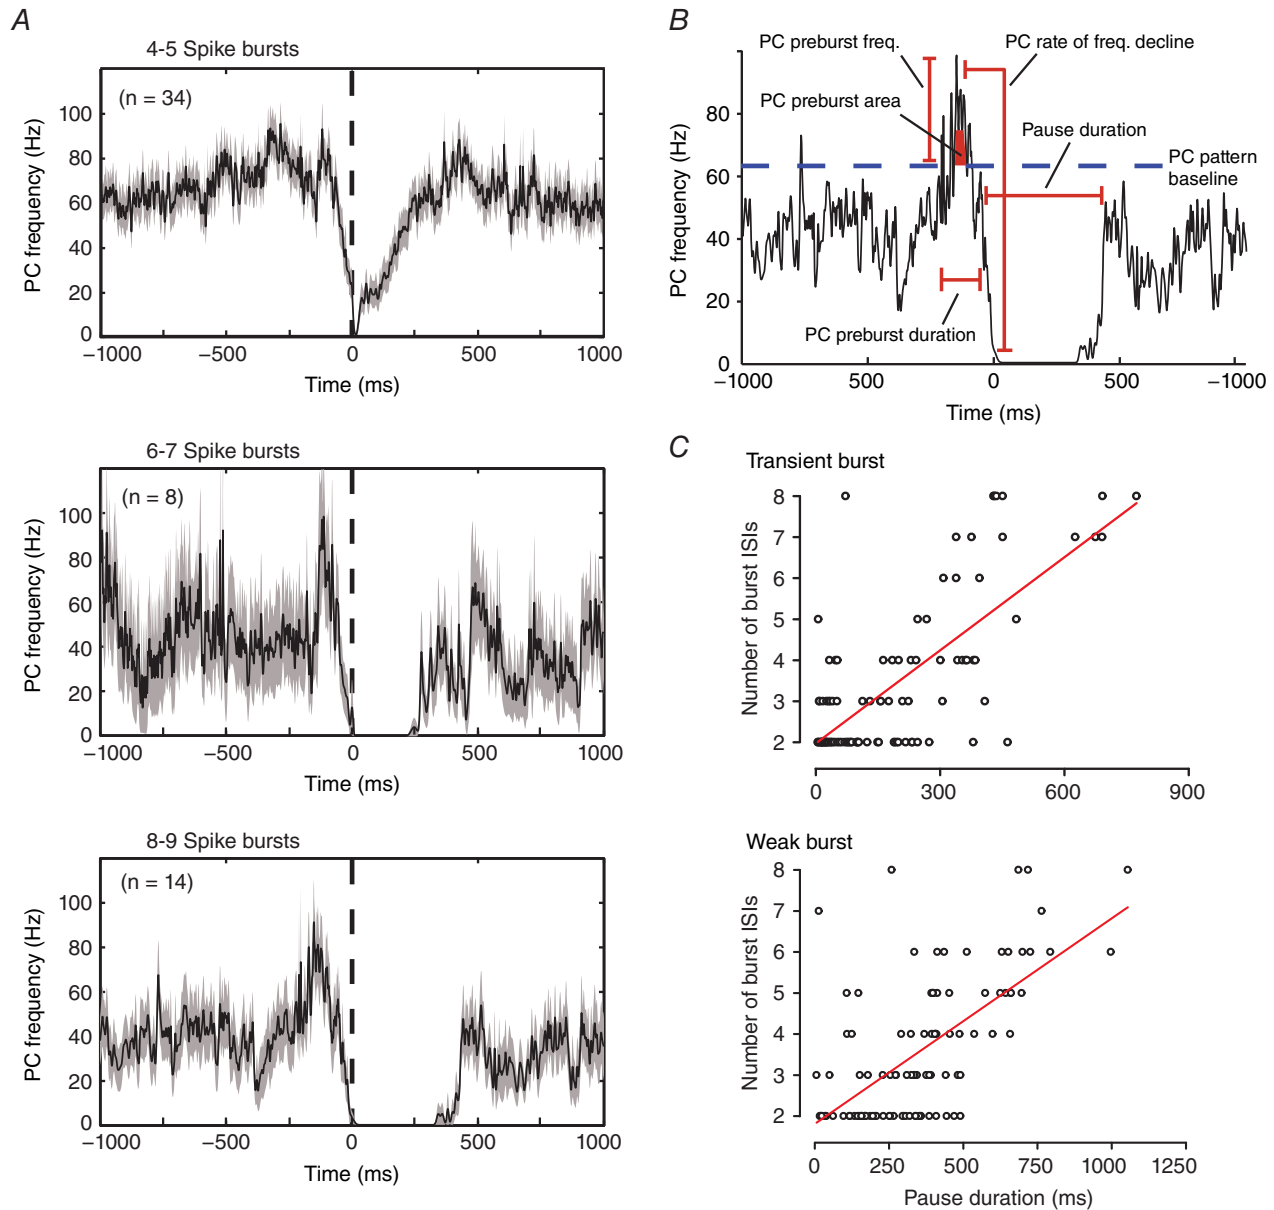 A
4-5 Spike bursts
(n = 34)
PC frequency (Hz)
100
80
60
40
20
0
−1000
−500
0
500
1000
Time (ms)
6-7 Spike bursts
(n = 8)
PC frequency (Hz)
100
80
60
40
20
0
−1000
−500
0
500
1000
Time (ms)
8-9 Spike bursts
(n = 14)
PC frequency (Hz)
100
80
60
40
20
0
−1000
−500
0
500
1000
Time (ms)
B
PC preburst freq.
PC rate of freq. decline
PC preburst area
Pause duration
PC pattern
baseline
PC preburst duration
PC frequency (Hz)
80
60
40
20
0
−1000
500
0
500
−1000
Time (ms)
C
Transient burst
Number of burst ISIs
8
7
6
5
4
3
2
0
300
600
900
Weak burst
Number of burst ISIs
8
7
6
5
4
3
2
0
250
500
750
1000
1250
Pause duration (ms)